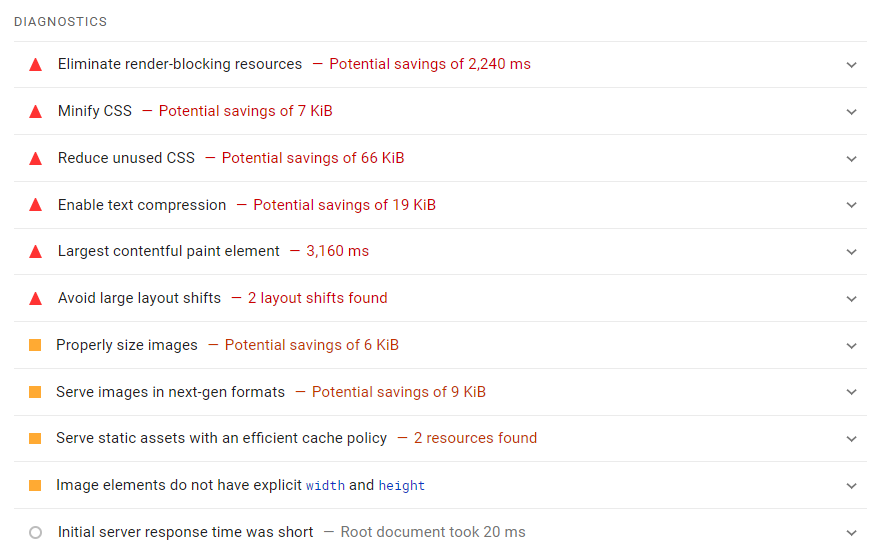 DIAGNOSTICS
Eliminate render-blocking resources — Potential savings of 2,240 ms
Minify CSS — Potential savings of 7 KiB
Reduce unused CSS — Potential savings of 66 KiB
Enable text compression — Potential savings of 19 KiB
Largest contentful paint element — 3,160 ms
Avoid large layout shifts — 2 layout shifts found
Properly size images — Potential savings of 6 KiB
Serve images in next-gen formats — Potential savings of 9 KiB
Serve static assets with an efficient cache policy — 2 resources found
Image elements do not have explicit width and height
Initial server response time was short — Root document took 20 ms